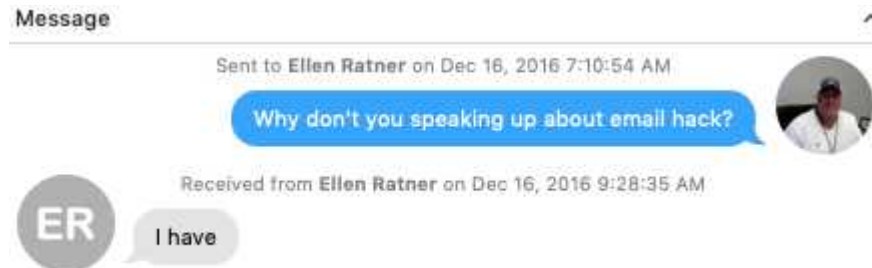 Message
Sent to Ellen Ratner on Dec 16, 2016 7:10:54 AM
Why don't you speaking up about email hack?
Received from Ellen Ratner on Dec 16, 2016 9:28:35 AM
ER
I have